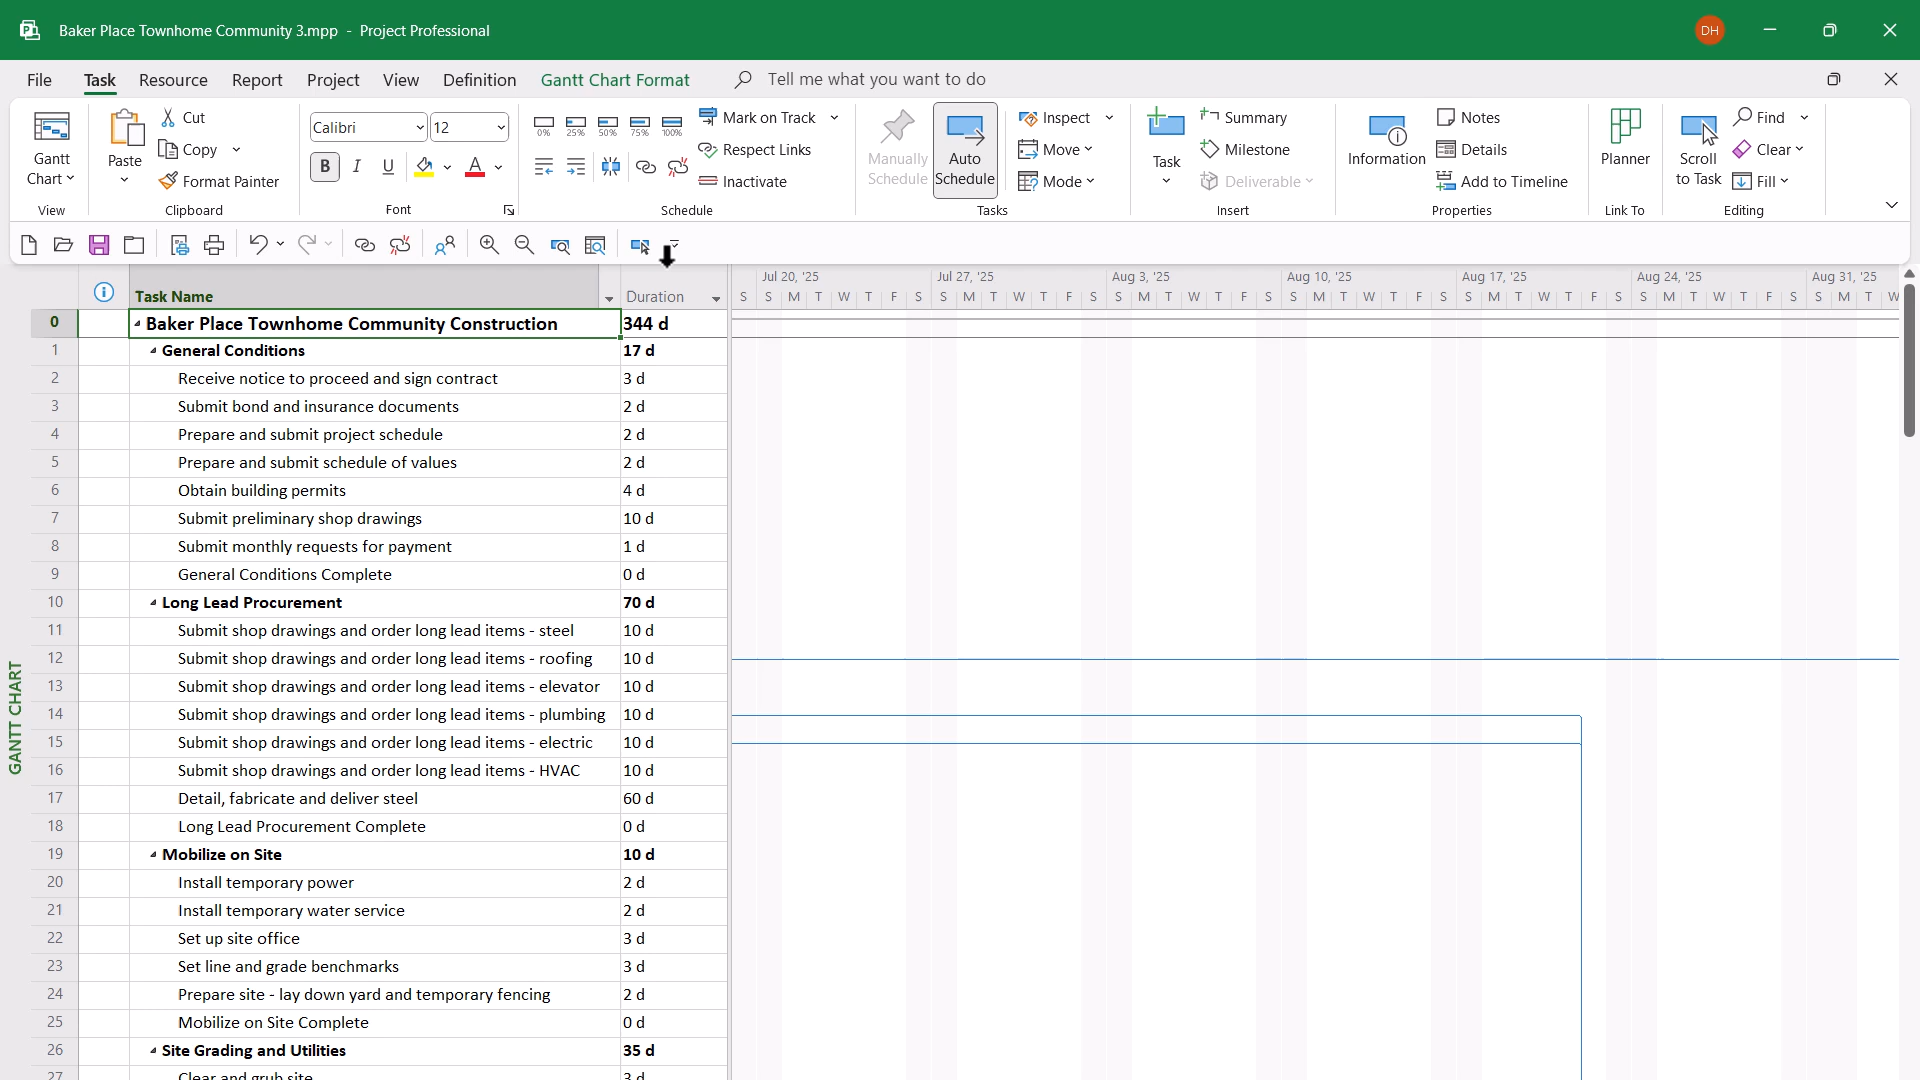 Baker Place Townhome Community 3.mpp - Project Professional
DH
File Task Resource Report Project View Definition Gantt Chart Format Tell me what you want to do
Gantt Chart
View
Paste
Cut
Copy
Format Painter
Clipboard
Calibri 12
B I U A
Font
0% 25% 50% 75% 100%
Mark on Track
Respect Links
Inactivate
Schedule
Manually Schedule
Auto Schedule
Inspect
Move
Mode
Tasks
Task
Summary
Milestone
Deliverable
Insert
Information
Notes
Details
Add to Timeline
Properties
Planner
Link To
Scroll to Task
Find
Clear
Fill
Editing
Task Name Duration
Jul 20, '25 Jul 27, '25 Aug 3, '25 Aug 10, '25 Aug 17, '25 Aug 24, '25 Aug 31, '25
S S M T W T F S S M T W T F S S M T W T F S S M T W T F S S M T W T F S S M T W T F S S M T W
0 Baker Place Townhome Community Construction 344 d
1 General Conditions 17 d
2 Receive notice to proceed and sign contract 3 d
3 Submit bond and insurance documents 2 d
4 Prepare and submit project schedule 2 d
5 Prepare and submit schedule of values 2 d
6 Obtain building permits 4 d
7 Submit preliminary shop drawings 10 d
8 Submit monthly requests for payment 1 d
9 General Conditions Complete 0 d
10 Long Lead Procurement 70 d
11 Submit shop drawings and order long lead items - steel 10 d
12 Submit shop drawings and order long lead items - roofing 10 d
13 Submit shop drawings and order long lead items - elevator 10 d
14 Submit shop drawings and order long lead items - plumbing 10 d
15 Submit shop drawings and order long lead items - electric 10 d
16 Submit shop drawings and order long lead items - HVAC 10 d
17 Detail, fabricate and deliver steel 60 d
18 Long Lead Procurement Complete 0 d
19 Mobilize on Site 10 d
20 Install temporary power 2 d
21 Install temporary water service 2 d
22 Set up site office 3 d
23 Set line and grade benchmarks 3 d
24 Prepare site - lay down yard and temporary fencing 2 d
25 Mobilize on Site Complete 0 d
26 Site Grading and Utilities 35 d
27 Clear and grub site 3 d
GANTT CHART